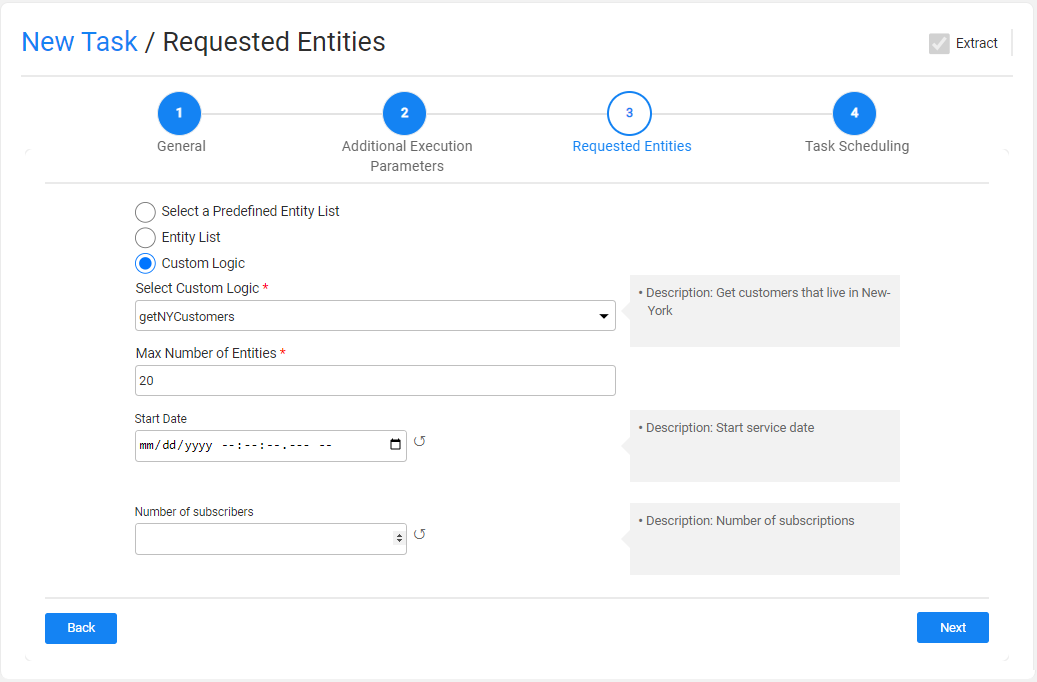 New Task / Requested Entities
Extract
1
2
3
4
General
Additional Execution
Parameters
Requested Entities
Task Scheduling
Select a Predefined Entity List
Entity List
Custom Logic
Select Custom Logic *
getNYCustomers
• Description: Get customers that live in New-
York
Max Number of Entities *
20
Start Date
mm/dd/yyyy --:--:--.--- --
• Description: Start service date
Number of subscribers
• Description: Number of subscriptions
Back
Next